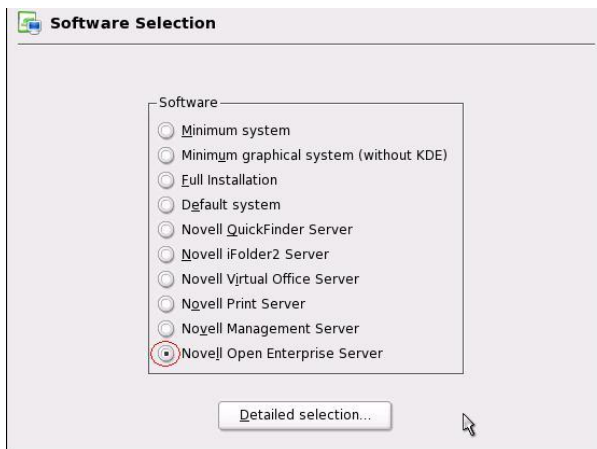 Software Selection
Software
Minimum system
Minimum graphical system (without KDE)
Full Installation
Default system
Novell QuickFinder Server
Novell iFolder2 Server
Novell Virtual Office Server
Novell Print Server
Novell Management Server
Novell Open Enterprise Server
Detailed selection...